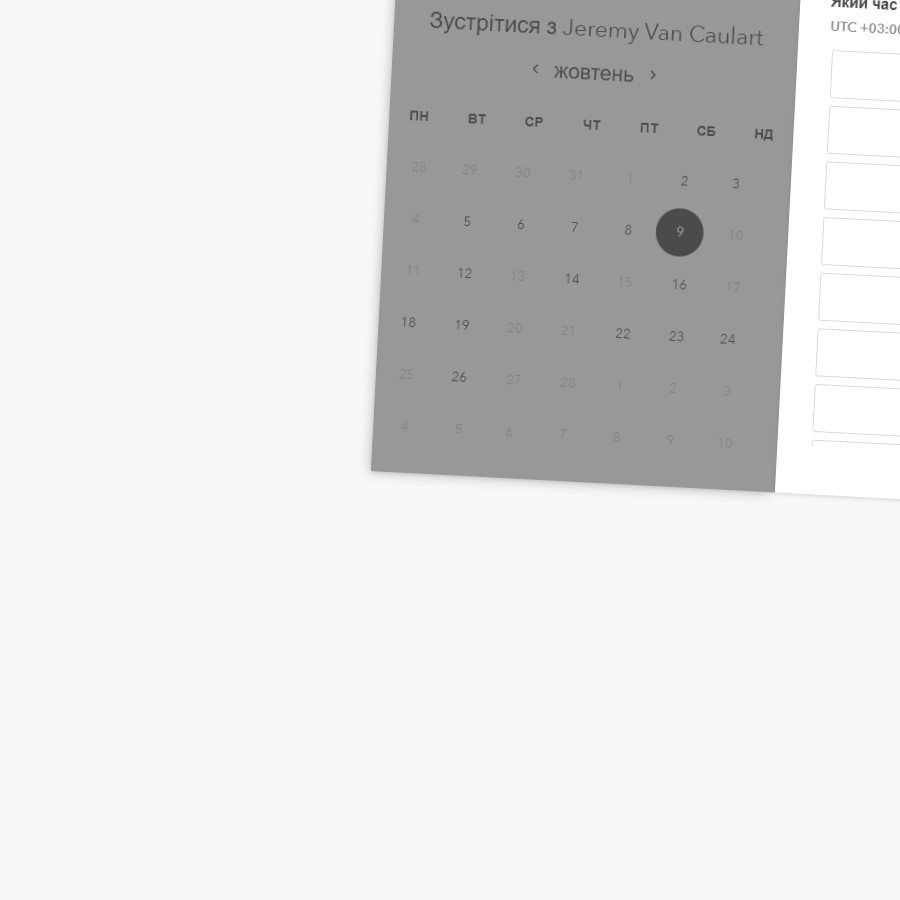 Зустрітися з Jeremy Van Caulart
‹ жовтень ›
ПН ВТ СР ЧТ ПТ СБ НД
28 29 30 31 1 2 3
4 5 6 7 8 9 10
11 12 13 14 15 16 17
18 19 20 21 22 23 24
25 26 27 28 1 2 3
4 5 6 7 8 9 10
Який час
UTC +03:00